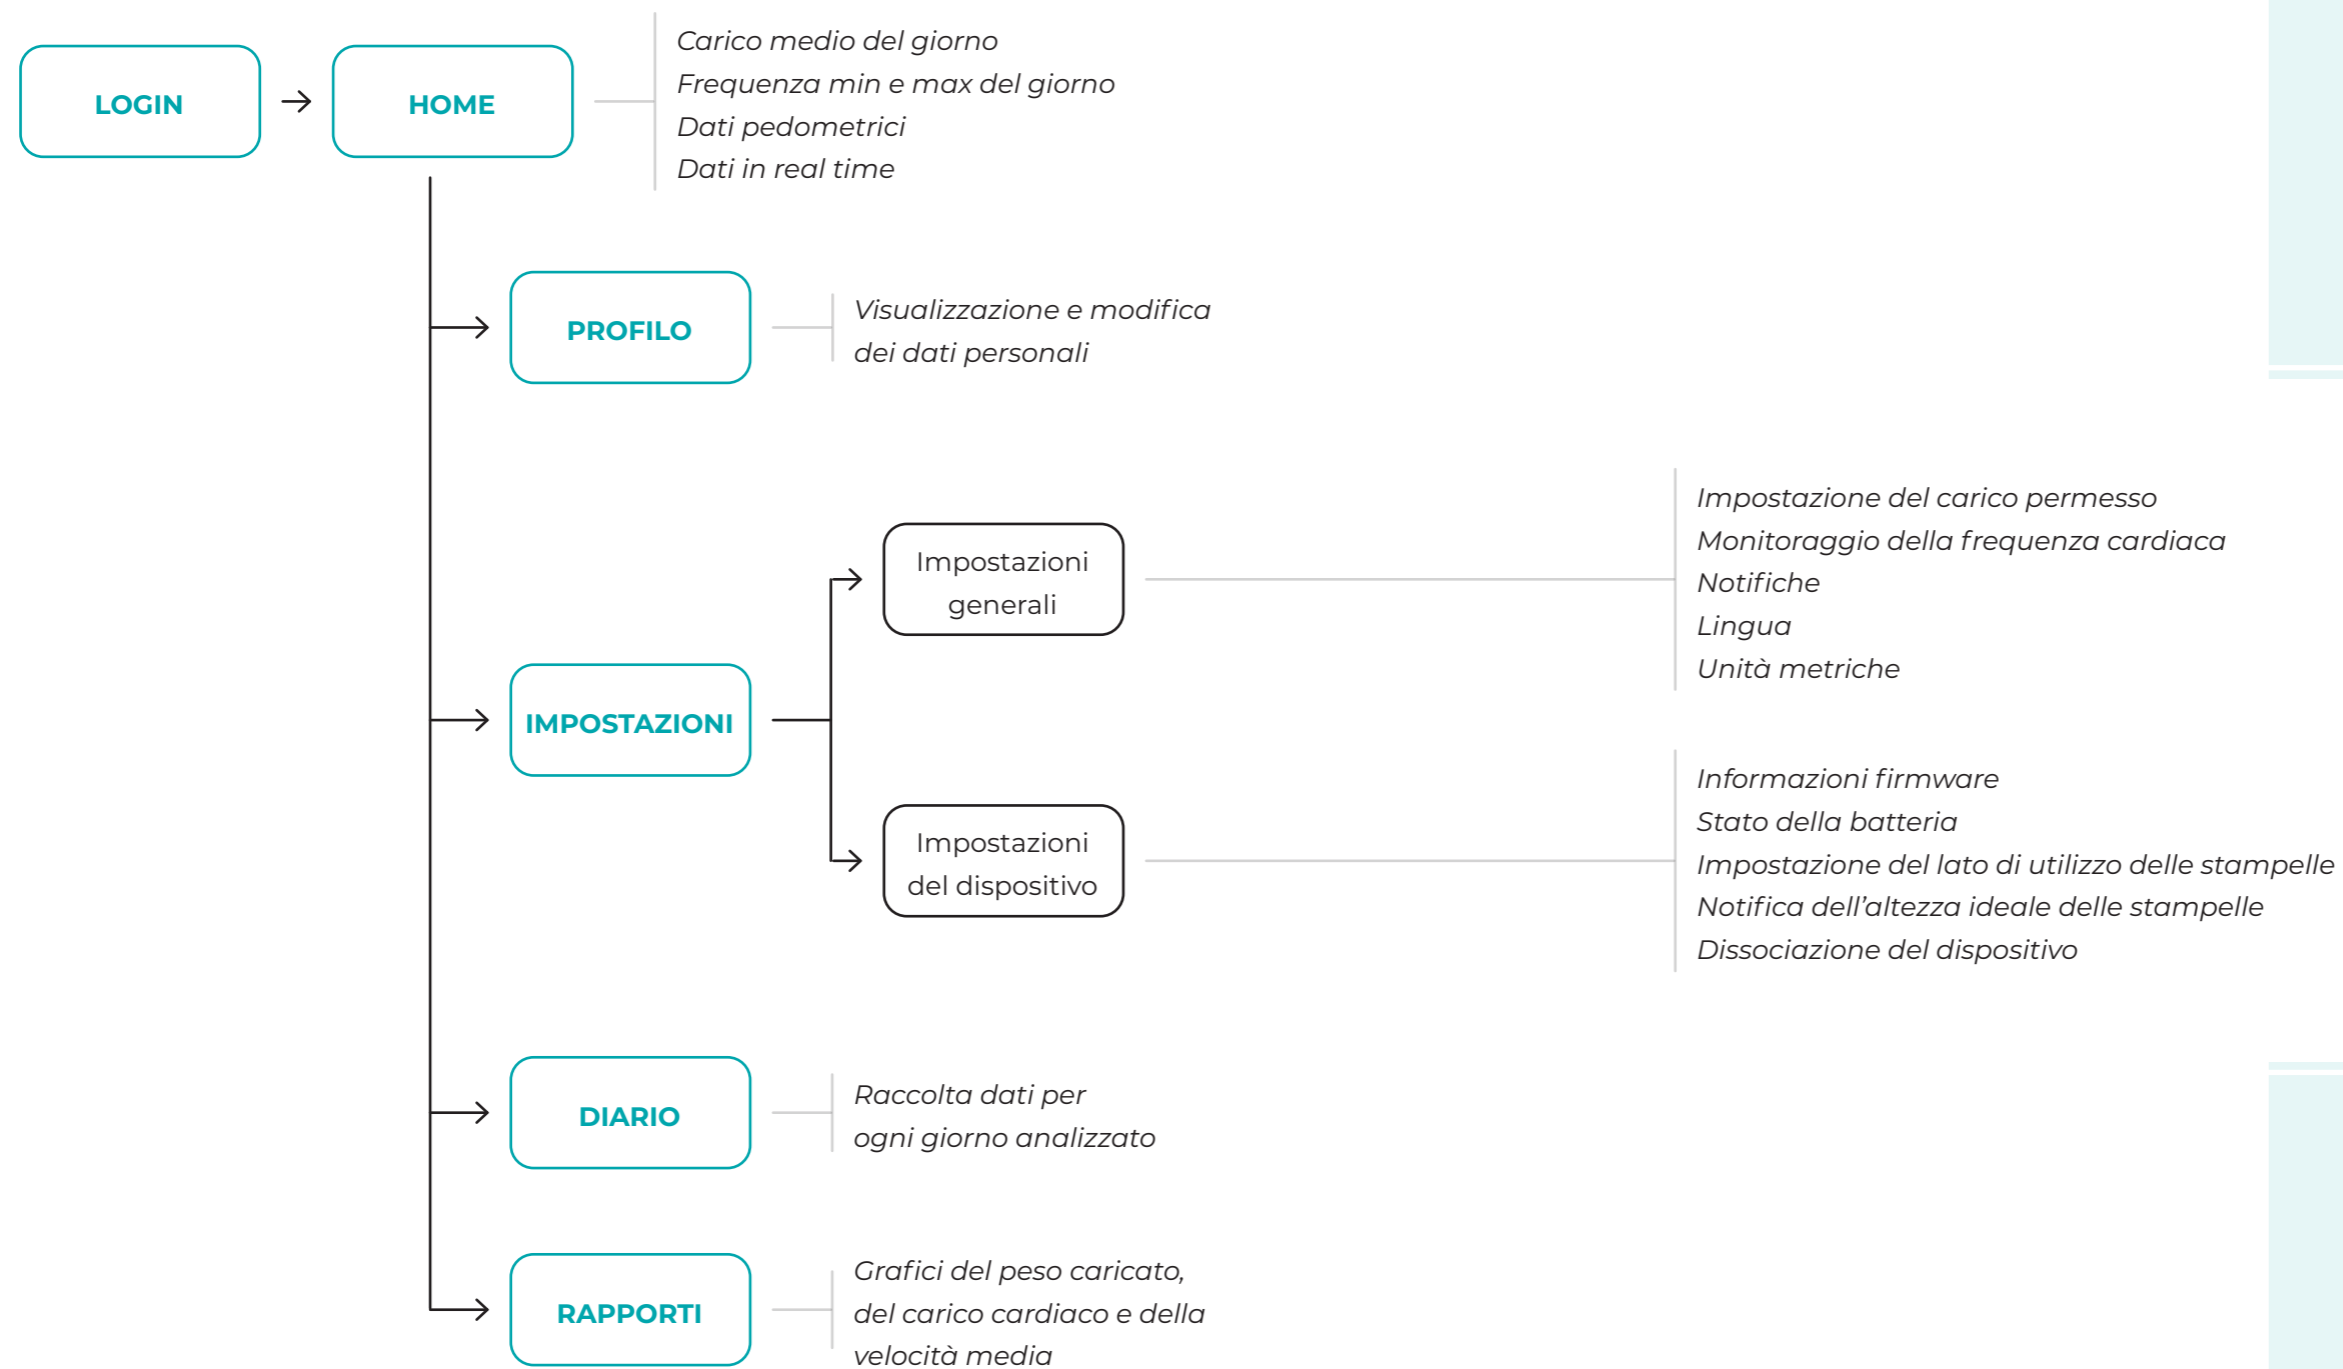 LOGIN
HOME
Carico medio del giorno
Frequenza min e max del giorno
Dati pedometrici
Dati in real time
PROFILO
Visualizzazione e modifica
dei dati personali
IMPOSTAZIONI
Impostazioni
generali
Impostazione del carico permesso
Monitoraggio della frequenza cardiaca
Notifiche
Lingua
Unità metriche
Impostazioni
del dispositivo
Informazioni firmware
Stato della batteria
Impostazione del lato di utilizzo delle stampelle
Notifica dell’altezza ideale delle stampelle
Dissociazione del dispositivo
DIARIO
Raccolta dati per
ogni giorno analizzato
RAPPORTI
Grafici del peso caricato,
del carico cardiaco e della
velocità media